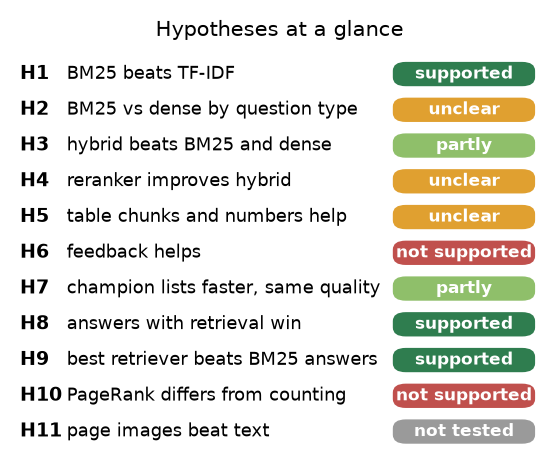 Hypotheses at a glance
H1 BM25 beats TF-IDF supported
H2 BM25 vs dense by question type unclear
H3 hybrid beats BM25 and dense partly
H4 reranker improves hybrid unclear
H5 table chunks and numbers help unclear
H6 feedback helps not supported
H7 champion lists faster, same quality partly
H8 answers with retrieval win supported
H9 best retriever beats BM25 answers supported
H10 PageRank differs from counting not supported
H11 page images beat text not tested